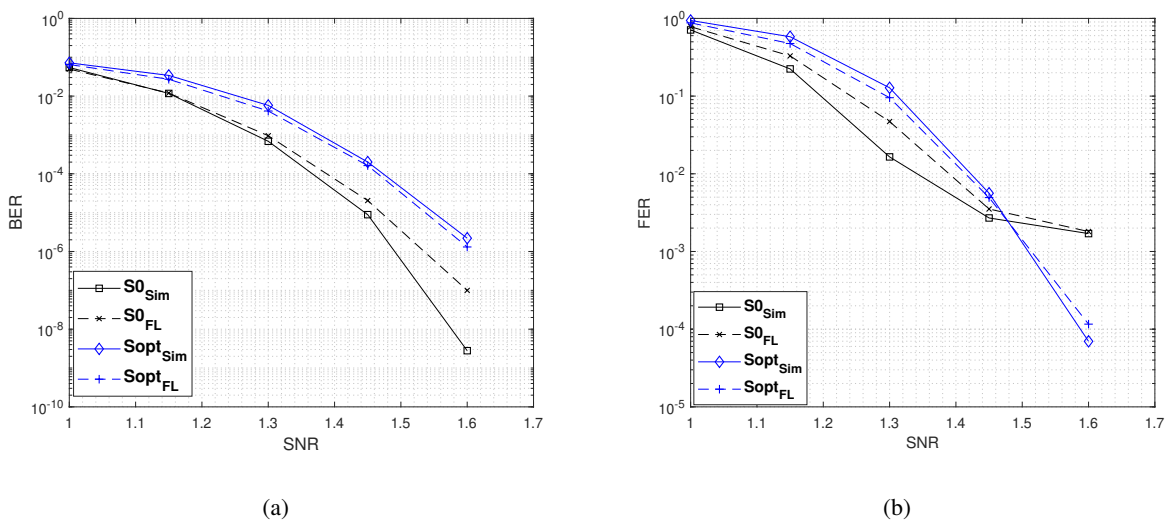 10^0
10^-2
10^-4
10^-6
10^-8
10^-10
BER
1 1.1 1.2 1.3 1.4 1.5 1.6 1.7
SNR
S0_Sim
S0_FL
Sopt_Sim
Sopt_FL
(a)
10^0
10^-1
10^-2
10^-3
10^-4
10^-5
FER
1 1.1 1.2 1.3 1.4 1.5 1.6 1.7
SNR
S0_Sim
S0_FL
Sopt_Sim
Sopt_FL
(b)